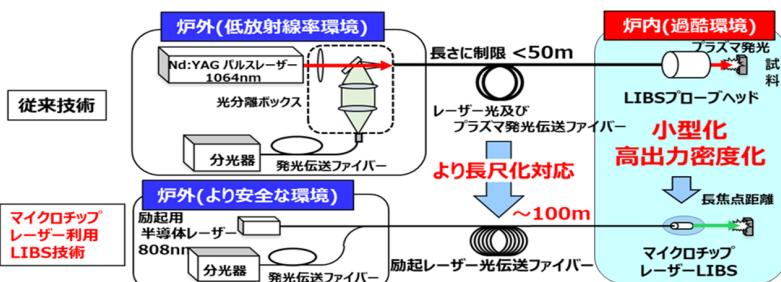 炉外(低放射線率環境)
炉内(過酷環境)
従来技術
Nd:YAG パルスレーザー
1064nm
光分離ボックス
分光器
発光伝送ファイバー
長さに制限 <50m
レーザー光及び
プラズマ発光伝送ファイバー
プラズマ発光
試料
LIBSプローブヘッド
より長尺化対応
小型化
高出力密度化
炉外(より安全な環境)
マイクロチップ
レーザー利用
LIBS技術
励起用
半導体レーザー
808nm
分光器
発光伝送ファイバー
～100m
励起レーザー光伝送ファイバー
長焦点距離
マイクロチップ
レーザーLIBS